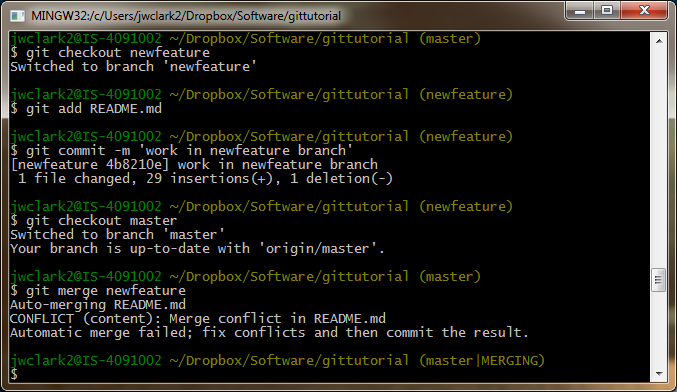 MINGW32:/c/Users/jwclark2/Dropbox/Software/gittutorial
jwclark2@IS-4091002 ~/Dropbox/Software/gittutorial (master)
$ git checkout newfeature
Switched to branch 'newfeature'
jwclark2@IS-4091002 ~/Dropbox/Software/gittutorial (newfeature)
$ git add README.md
jwclark2@IS-4091002 ~/Dropbox/Software/gittutorial (newfeature)
$ git commit -m 'work in newfeature branch'
[newfeature 4b8210e] work in newfeature branch
 1 file changed, 29 insertions(+), 1 deletion(-)
jwclark2@IS-4091002 ~/Dropbox/Software/gittutorial (newfeature)
$ git checkout master
Switched to branch 'master'
Your branch is up-to-date with 'origin/master'.
jwclark2@IS-4091002 ~/Dropbox/Software/gittutorial (master)
$ git merge newfeature
Auto-merging README.md
CONFLICT (content): Merge conflict in README.md
Automatic merge failed; fix conflicts and then commit the result.
jwclark2@IS-4091002 ~/Dropbox/Software/gittutorial (master|MERGING)
$